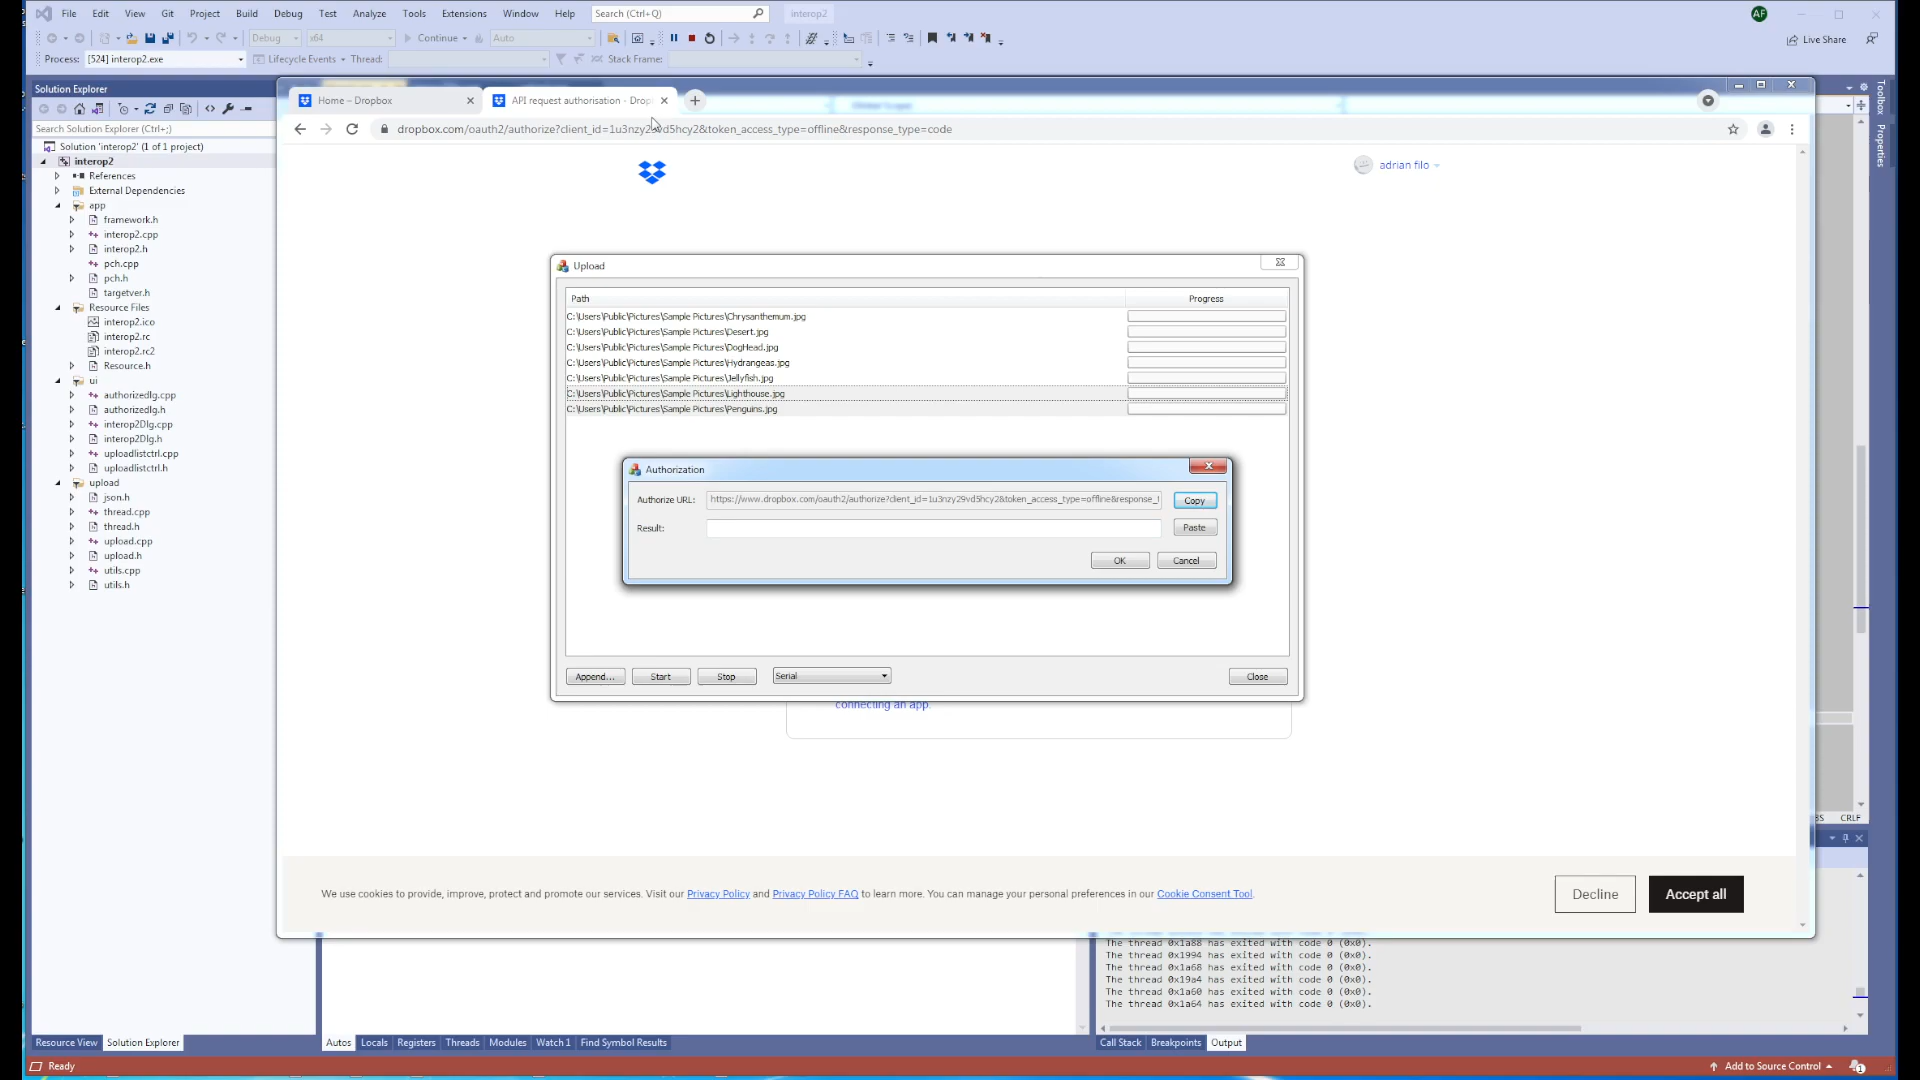 File Edit View Git Project Build Debug Test Analyze Tools Extensions Window Help Search (Ctrl+Q) interop2 AF
Debug x64 Continue Auto Live Share
Process: [524] interop2.exe Lifecycle Events Thread: Stack Frame:
Solution Explorer
Search Solution Explorer (Ctrl+;)
Solution 'interop2' (1 of 1 project)
interop2
References
External Dependencies
app
framework.h
interop2.cpp
interop2.h
pch.cpp
pch.h
targetver.h
Resource Files
interop2.ico
interop2.rc
interop2.rc2
Resource.h
ui
authorizedlg.cpp
authorizedlg.h
interop2Dlg.cpp
interop2Dlg.h
uploadlistctrl.cpp
uploadlistctrl.h
upload
json.h
thread.cpp
thread.h
upload.cpp
upload.h
utils.cpp
utils.h
Resource View Solution Explorer
Home – Dropbox API request authorisation - Drop
dropbox.com/oauth2/authorize?client_id=1u3nzy29vd5hcy2&token_access_type=offline&response_type=code
adrian filo
Upload
Path Progress
C:\Users\Public\Pictures\Sample Pictures\Chrysanthemum.jpg
C:\Users\Public\Pictures\Sample Pictures\Desert.jpg
C:\Users\Public\Pictures\Sample Pictures\DogHead.jpg
C:\Users\Public\Pictures\Sample Pictures\Hydrangeas.jpg
C:\Users\Public\Pictures\Sample Pictures\Jellyfish.jpg
C:\Users\Public\Pictures\Sample Pictures\Lighthouse.jpg
C:\Users\Public\Pictures\Sample Pictures\Penguins.jpg
Authorization
Authorize URL: https://www.dropbox.com/oauth2/authorize?client_id=1u3nzy29vd5hcy2&token_access_type=offline&response_t Copy
Result: Paste
OK Cancel
Append... Start Stop Serial Close
connecting an app.
We use cookies to provide, improve, protect and promote our services. Visit our Privacy Policy and Privacy Policy FAQ to learn more. You can manage your personal preferences in our Cookie Consent Tool.
Decline Accept all
Toolbox
Properties
CRLF
The thread 0x1a88 has exited with code 0 (0x0).
The thread 0x1994 has exited with code 0 (0x0).
The thread 0x1a68 has exited with code 0 (0x0).
The thread 0x19a4 has exited with code 0 (0x0).
The thread 0x1a60 has exited with code 0 (0x0).
The thread 0x1a64 has exited with code 0 (0x0).
Autos Locals Registers Threads Modules Watch 1 Find Symbol Results
Call Stack Breakpoints Output
Ready Add to Source Control 1